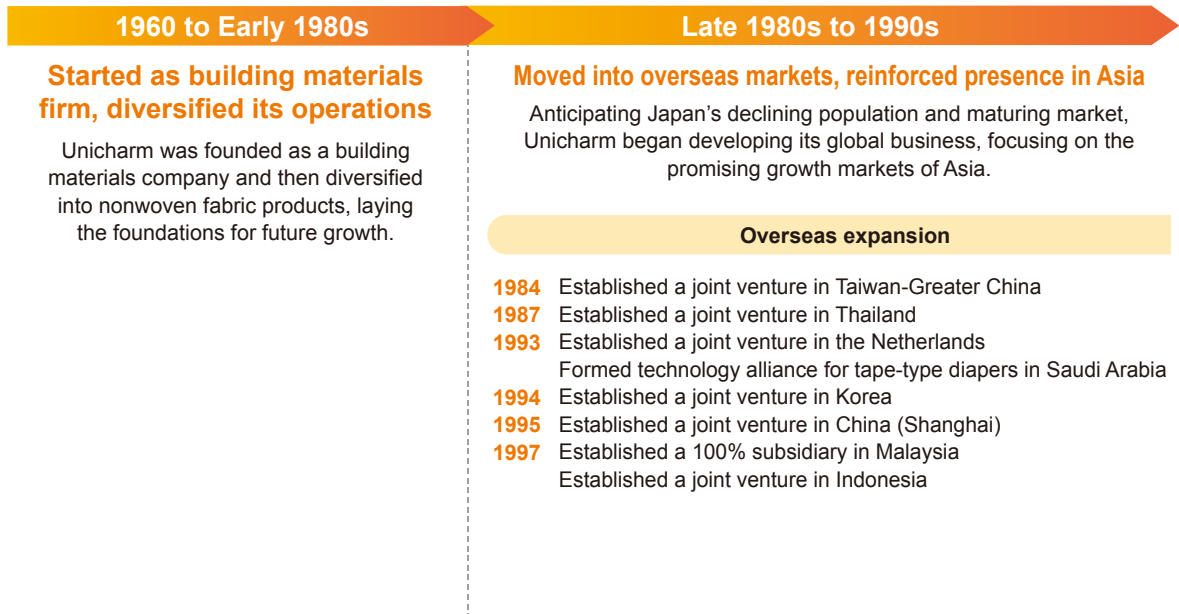 1960 to Early 1980s
Started as building materials
firm, diversified its operations
Unicharm was founded as a building
materials company and then diversified
into nonwoven fabric products, laying
the foundations for future growth.
Late 1980s to 1990s
Moved into overseas markets, reinforced presence in Asia
Anticipating Japan's declining population and maturing market,
Unicharm began developing its global business, focusing on the
promising growth markets of Asia.
Overseas expansion
1984 Established a joint venture in Taiwan-Greater China
1987 Established a joint venture in Thailand
1993 Established a joint venture in the Netherlands
Formed technology alliance for tape-type diapers in Saudi Arabia
1994 Established a joint venture in Korea
1995 Established a joint venture in China (Shanghai)
1997 Established a 100% subsidiary in Malaysia
Established a joint venture in Indonesia